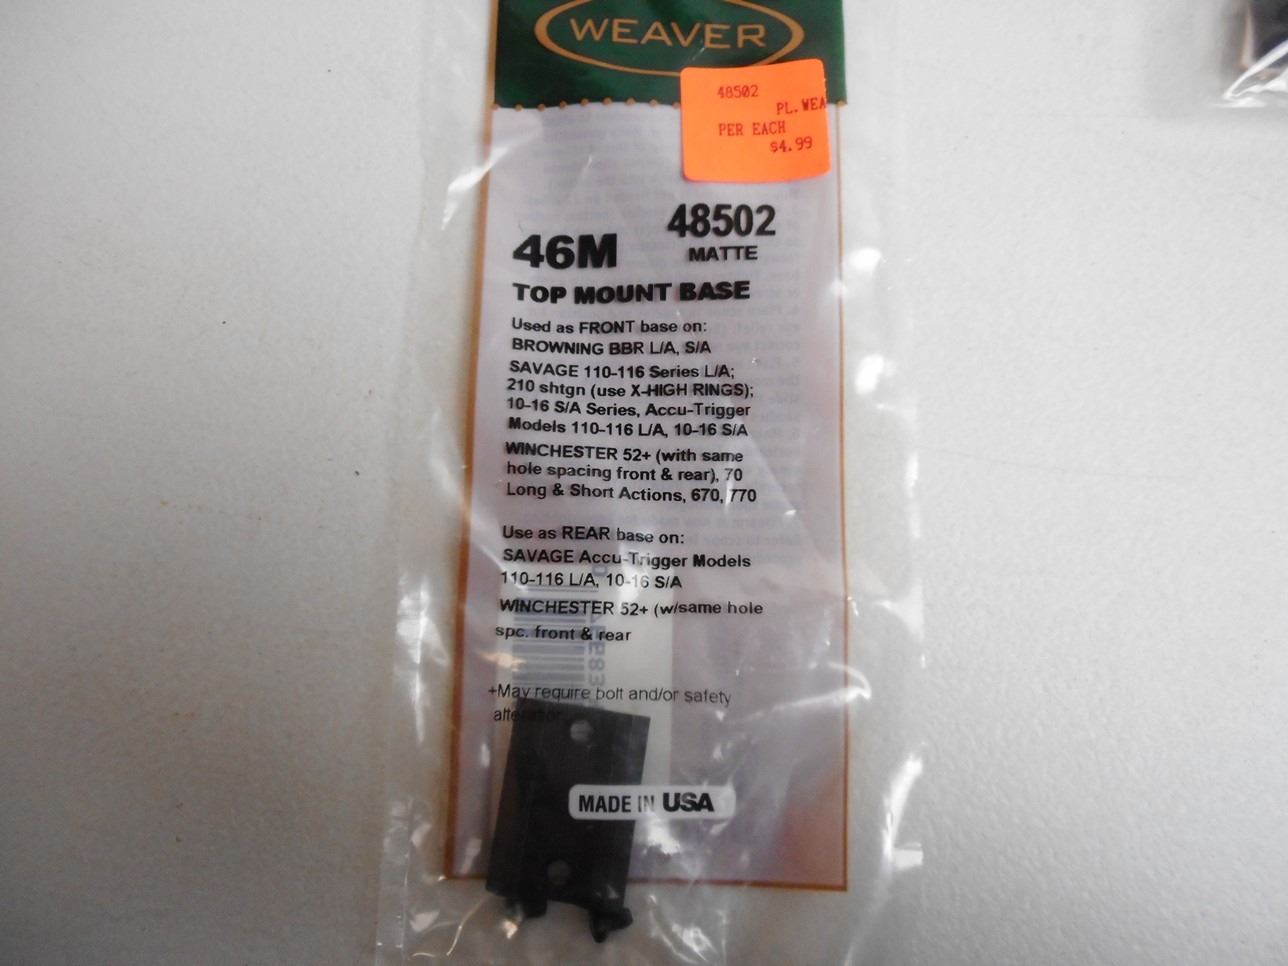 WEAVER
48502
PL. WEA
PER EACH
$4.99
48502
46M
MATTE
TOP MOUNT BASE
Used as FRONT base on:
BROWNING BBR L/A, S/A
SAVAGE 110-116 Series L/A;
210 shtgn (use X-HIGH RINGS);
10-16 S/A Series, Accu-Trigger
Models 110-116 L/A, 10-16 S/A
WINCHESTER 52+ (with same
hole spacing front & rear), 70
Long & Short Actions, 670, 770
Use as REAR base on:
SAVAGE Accu-Trigger Models
110-116 L/A, 10-16 S/A
WINCHESTER 52+ (w/same hole
spc. front & rear
+May require bolt and/or safety
MADE IN USA